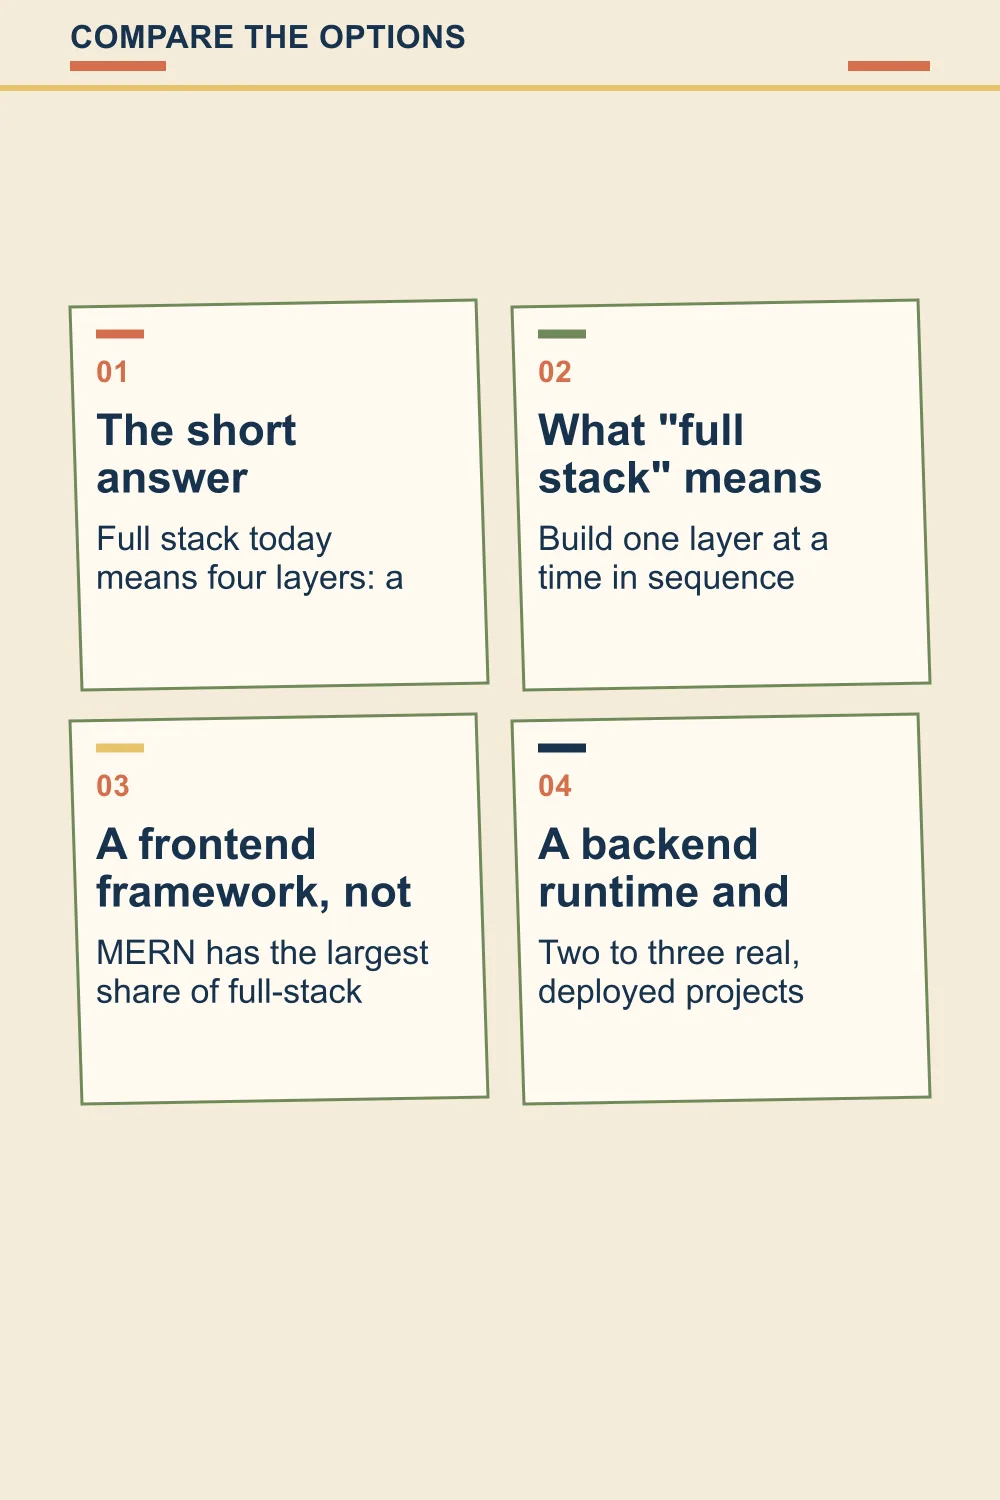 COMPARE THE OPTIONS
01
The short
answer
Full stack today
means four layers: a
02
What "full
stack" means
Build one layer at a
time in sequence
03
A frontend
framework, not
MERN has the largest
share of full-stack
04
A backend
runtime and
Two to three real,
deployed projects